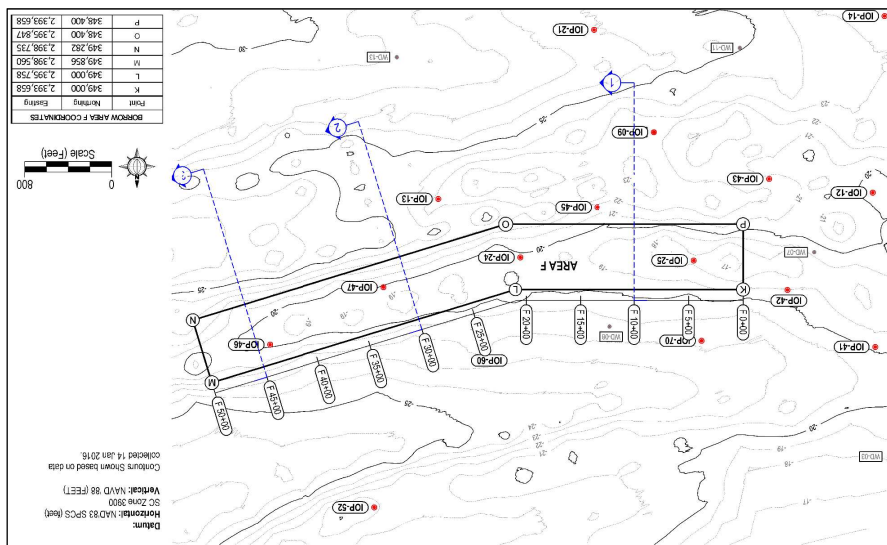 IOP-52
WD-03
F 50+00
F 45+00
F 40+00
F 35+00
F 30+00
F 25+00
F 20+00
F 15+00
F 10+00
F 5+00
F 0+00
IOP-41
IOP-70
WD-06
IOP-60
IOP-46
IOP-42
K
L
M
N
O
P
AREA F
IOP-25
IOP-24
IOP-47
WD-07
IOP-12
IOP-43
IOP-45
IOP-13
IOP-09
1
2
3
WD-11
WD-13
IOP-14
IOP-21
Datum:
Horizontal: NAD'83 SPCS (feet)
SC Zone 3900
Vertical: NAVD '88 (FEET)
Contours Shown based on data
collected 14 Jan 2016.
0 800
Scale (Feet)
N
BORROW AREA F COORDINATES
Point Northing Easting
K 349,000 2,393,658
L 349,000 2,395,758
M 349,856 2,398,560
N 349,282 2,398,735
O 348,400 2,395,847
P 348,400 2,393,658